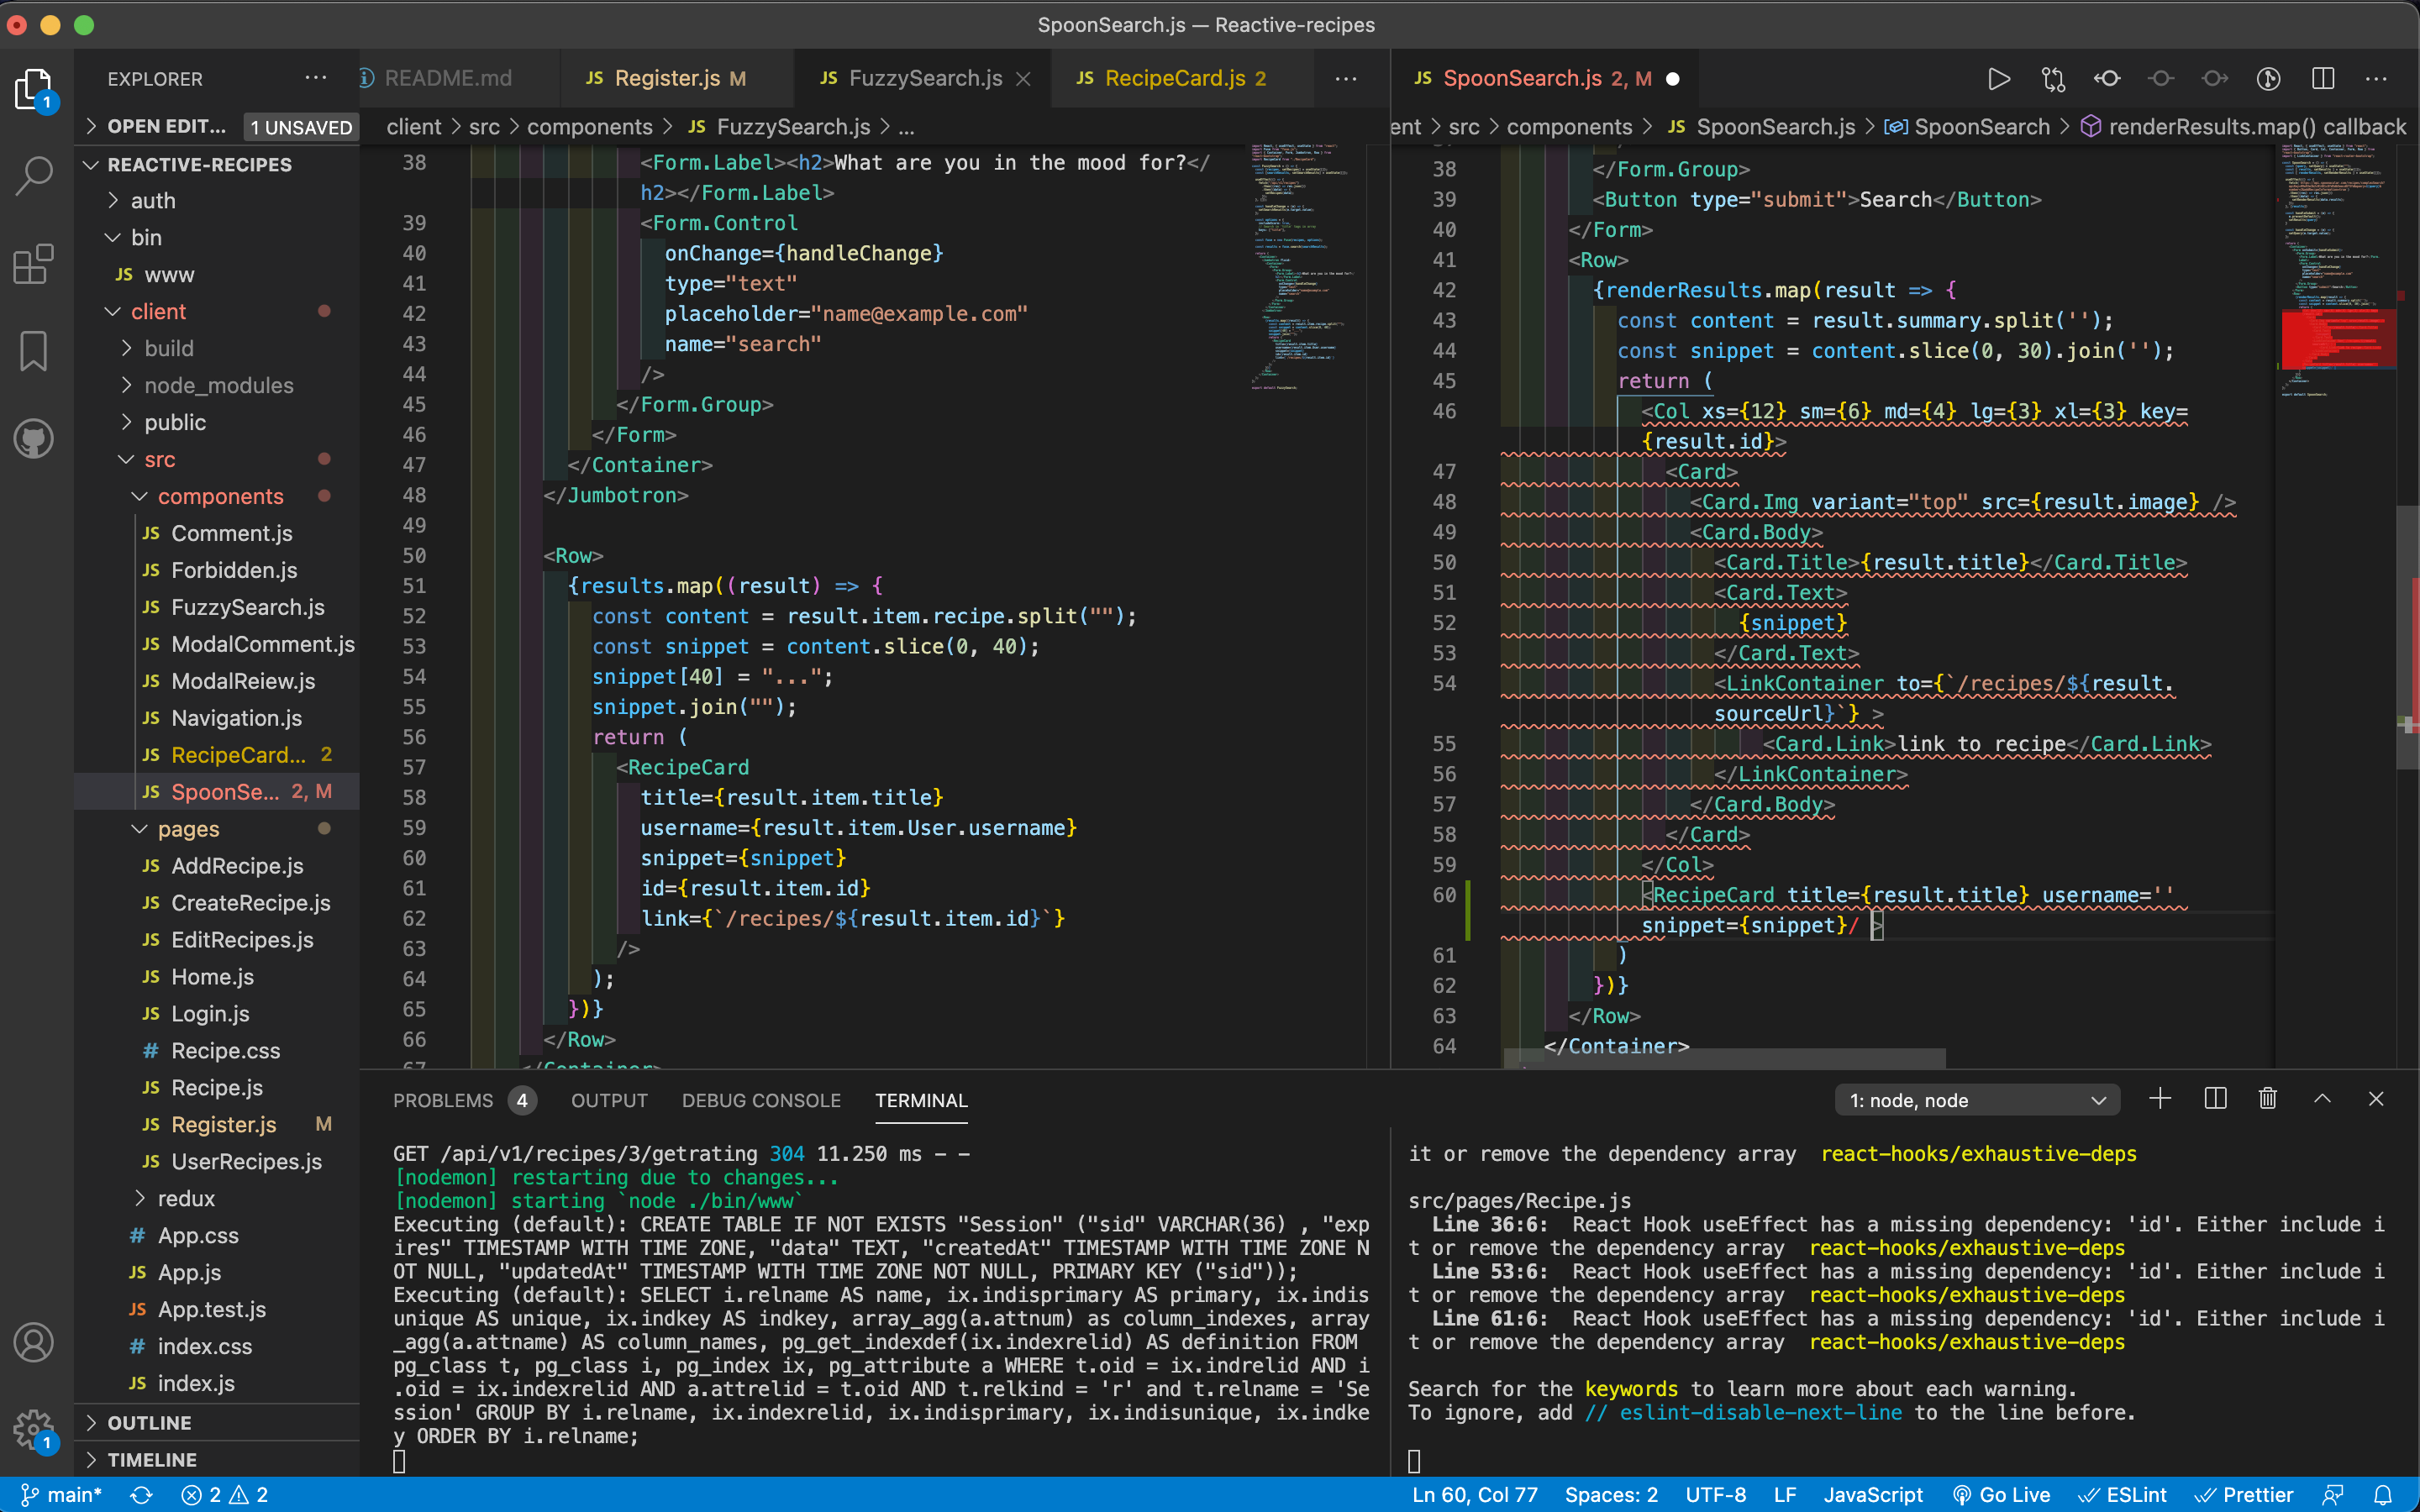 SpoonSearch.js — Reactive-recipes
EXPLORER
README.md
JS Register.js M
JS FuzzySearch.js
JS RecipeCard.js 2
JS SpoonSearch.js 2, M
OPEN EDIT... 1 UNSAVED
client > src > components > JS FuzzySearch.js > ...
ent > src > components > JS SpoonSearch.js > SpoonSearch > renderResults.map() callback
1
REACTIVE-RECIPES
auth
bin
JS www
client
build
node_modules
public
src
components
JS Comment.js
JS Forbidden.js
JS FuzzySearch.js
JS ModalComment.js
JS ModalReiew.js
JS Navigation.js
JS RecipeCard... 2
JS SpoonSe... 2, M
pages
JS AddRecipe.js
JS CreateRecipe.js
JS EditRecipes.js
JS Home.js
JS Login.js
# Recipe.css
JS Recipe.js
JS Register.js M
JS UserRecipes.js
redux
# App.css
JS App.js
JS App.test.js
# index.css
JS index.js
OUTLINE
TIMELINE
1
38 <Form.Label><h2>What are you in the mood for?</
h2></Form.Label>
39 <Form.Control
40 onChange={handleChange}
41 type="text"
42 placeholder="name@example.com"
43 name="search"
44 />
45 </Form.Group>
46 </Form>
47 </Container>
48 </Jumbotron>
49
50 <Row>
51 {results.map((result) => {
52 const content = result.item.recipe.split("");
53 const snippet = content.slice(0, 40);
54 snippet[40] = "...";
55 snippet.join("");
56 return (
57 <RecipeCard
58 title={result.item.title}
59 username={result.item.User.username}
60 snippet={snippet}
61 id={result.item.id}
62 link={`/recipes/${result.item.id}`}
63 />
64 );
65 })}
66 </Row>
67 </Container>
38 </Form.Group>
39 <Button type="submit">Search</Button>
40 </Form>
41 <Row>
42 {renderResults.map(result => {
43 const content = result.summary.split('');
44 const snippet = content.slice(0, 30).join('');
45 return (
46 <Col xs={12} sm={6} md={4} lg={3} xl={3} key=
{result.id}>
47 <Card>
48 <Card.Img variant="top" src={result.image} />
49 <Card.Body>
50 <Card.Title>{result.title}</Card.Title>
51 <Card.Text>
52 {snippet}
53 </Card.Text>
54 <LinkContainer to={`/recipes/${result.
sourceUrl}`} >
55 <Card.Link>link to recipe</Card.Link>
56 </LinkContainer>
57 </Card.Body>
58 </Card>
59 </Col>
60 <RecipeCard title={result.title} username=''
snippet={snippet}/ >
61 )
62 })}
63 </Row>
64 </Container>
PROBLEMS 4 OUTPUT DEBUG CONSOLE TERMINAL
1: node, node
GET /api/v1/recipes/3/getrating 304 11.250 ms - -
[nodemon] restarting due to changes...
[nodemon] starting `node ./bin/www`
Executing (default): CREATE TABLE IF NOT EXISTS "Session" ("sid" VARCHAR(36) , "exp
ires" TIMESTAMP WITH TIME ZONE, "data" TEXT, "createdAt" TIMESTAMP WITH TIME ZONE N
OT NULL, "updatedAt" TIMESTAMP WITH TIME ZONE NOT NULL, PRIMARY KEY ("sid"));
Executing (default): SELECT i.relname AS name, ix.indisprimary AS primary, ix.indis
unique AS unique, ix.indkey AS indkey, array_agg(a.attnum) as column_indexes, array
_agg(a.attname) AS column_names, pg_get_indexdef(ix.indexrelid) AS definition FROM
pg_class t, pg_class i, pg_index ix, pg_attribute a WHERE t.oid = ix.indrelid AND i
.oid = ix.indexrelid AND a.attrelid = t.oid AND t.relkind = 'r' and t.relname = 'Se
ssion' GROUP BY i.relname, ix.indexrelid, ix.indisprimary, ix.indisunique, ix.indke
y ORDER BY i.relname;
it or remove the dependency array react-hooks/exhaustive-deps
src/pages/Recipe.js
Line 36:6: React Hook useEffect has a missing dependency: 'id'. Either include i
t or remove the dependency array react-hooks/exhaustive-deps
Line 53:6: React Hook useEffect has a missing dependency: 'id'. Either include i
t or remove the dependency array react-hooks/exhaustive-deps
Line 61:6: React Hook useEffect has a missing dependency: 'id'. Either include i
t or remove the dependency array react-hooks/exhaustive-deps
Search for the keywords to learn more about each warning.
To ignore, add // eslint-disable-next-line to the line before.
main* 2 2
Ln 60, Col 77 Spaces: 2 UTF-8 LF JavaScript Go Live ESLint Prettier